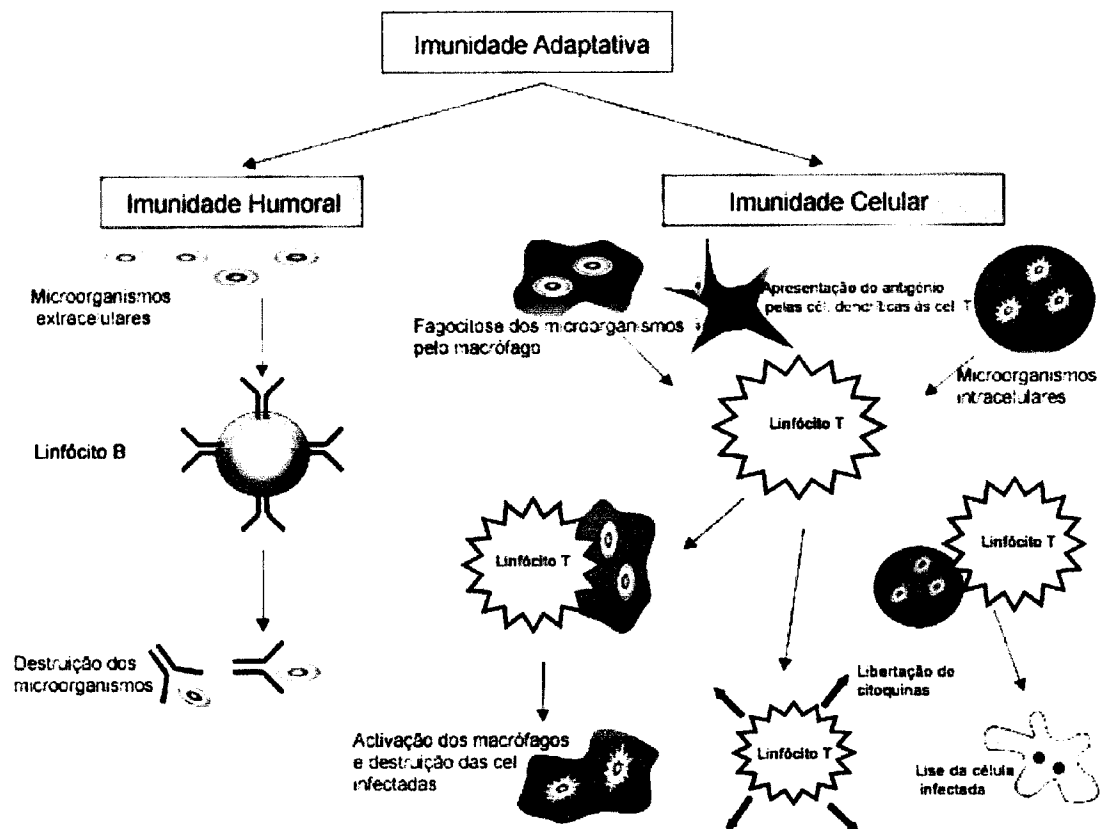 Imunidade Adaptativa
Imunidade Humoral
Imunidade Celular
Microorganismos
extracelulares
Linfócito B
Destruição dos
microorganismos
Fagocitose dos microorganismos
pelo macrófago
Apresentação do antigénio
pelas cél. dendríticas às cel T
Microorganismos
intracelulares
Linfócito T
Linfócito T
Linfócito T
Activação dos macrófagos
e destruição das cel
infectadas
Libertação de
citoquinas
Linfócito T
Lise da célula
infectada